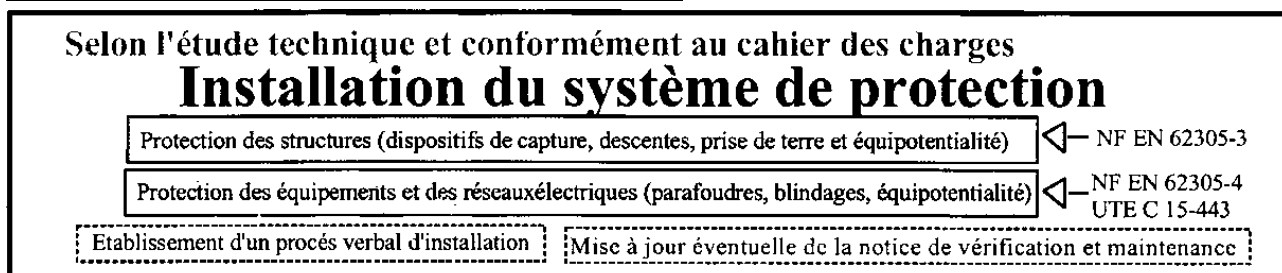 Selon l'étude technique et conformément au cahier des charges
Installation du système de protection
Protection des structures (dispositifs de capture, descentes, prise de terre et équipotentialité)
NF EN 62305-3
Protection des équipements et des réseauxélectriques (parafoudres, blindages, équipotentialité)
NF EN 62305-4
UTE C 15-443
Etablissement d'un procés verbal d'installation
Mise à jour éventuelle de la notice de vérification et maintenance